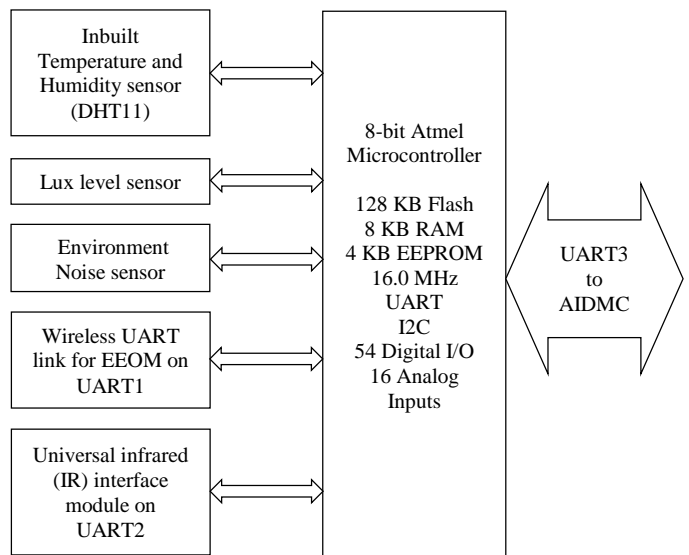 Inbuilt
Temperature and
Humidity sensor
(DHT11)
Lux level sensor
Environment
Noise sensor
Wireless UART
link for EEOM on
UART1
Universal infrared
(IR) interface
module on
UART2
8-bit Atmel
Microcontroller
128 KB Flash
8 KB RAM
4 KB EEPROM
16.0 MHz
UART
I2C
54 Digital I/O
16 Analog
Inputs
UART3
to
AIDMC